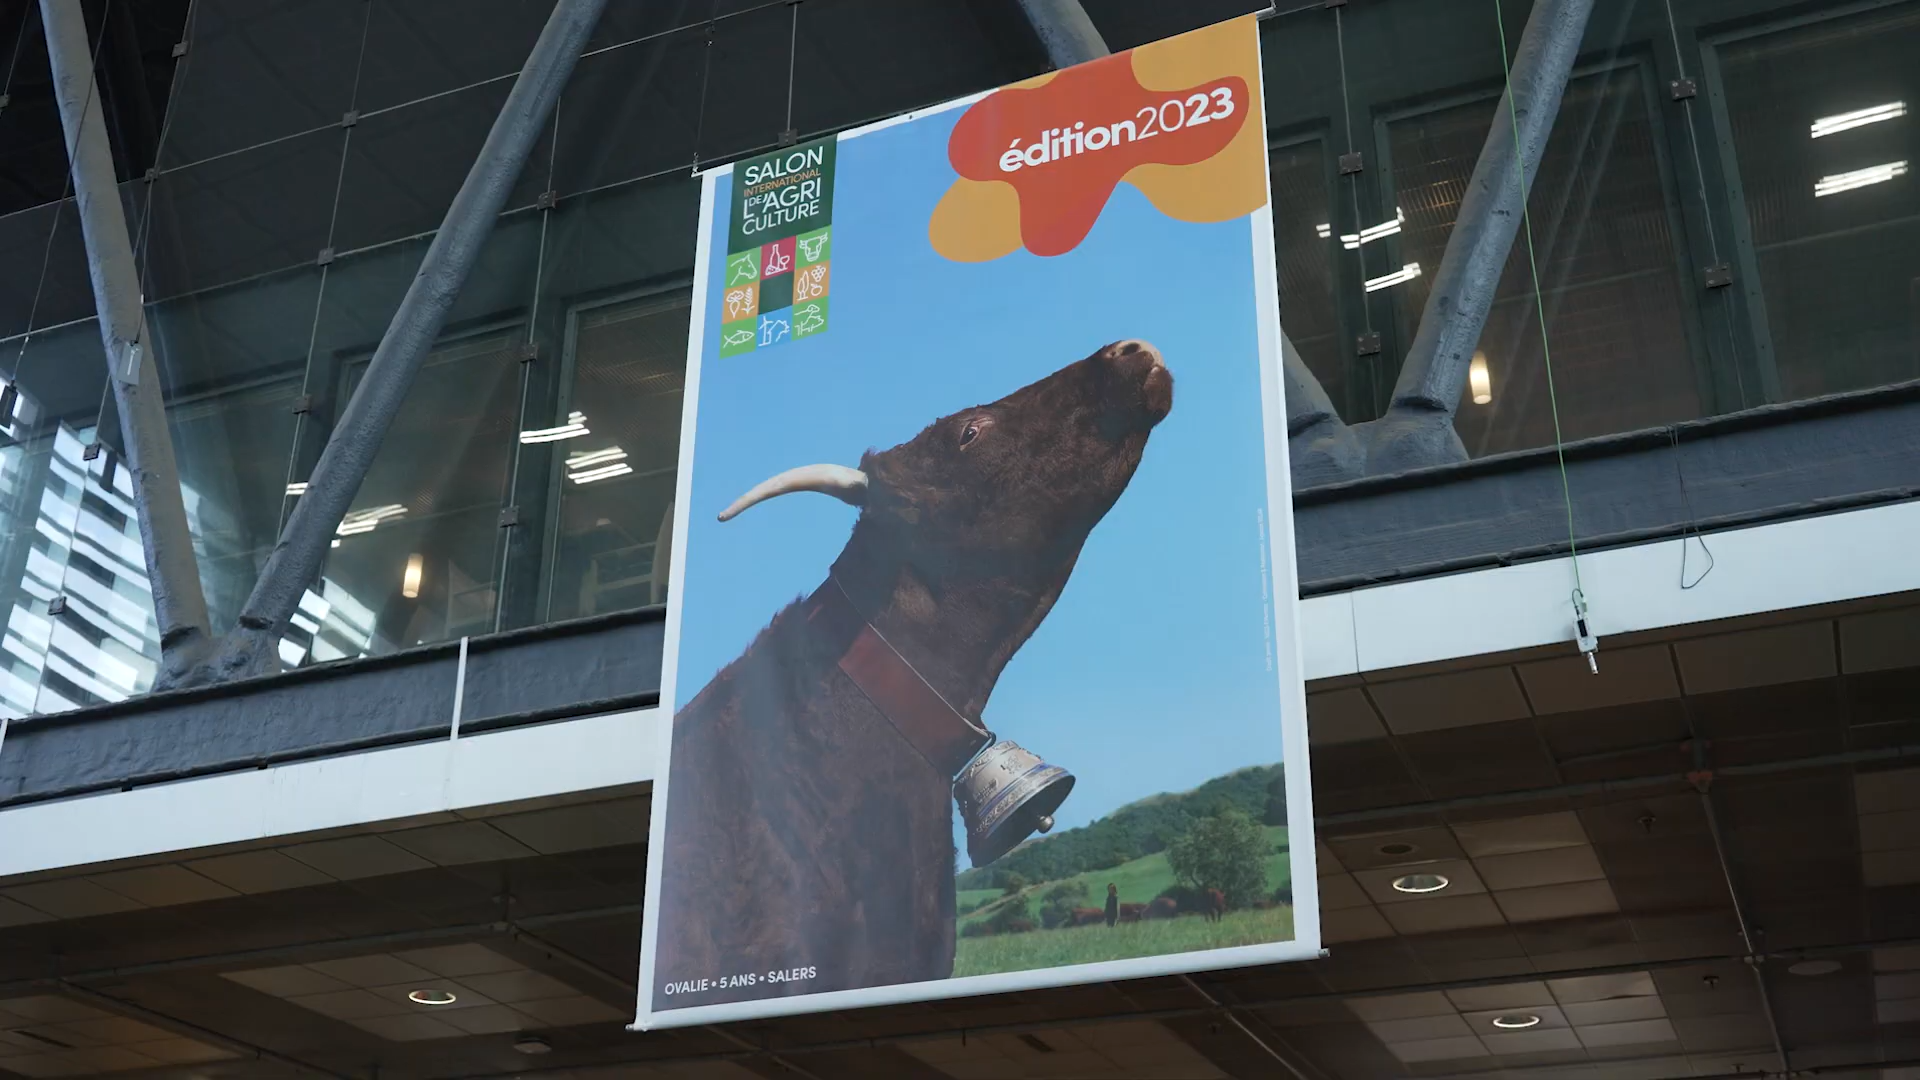 édition2023
SALON
INTERNATIONAL
DE L'AGRI
CULTURE
OVALIE • 5 ANS • SALERS